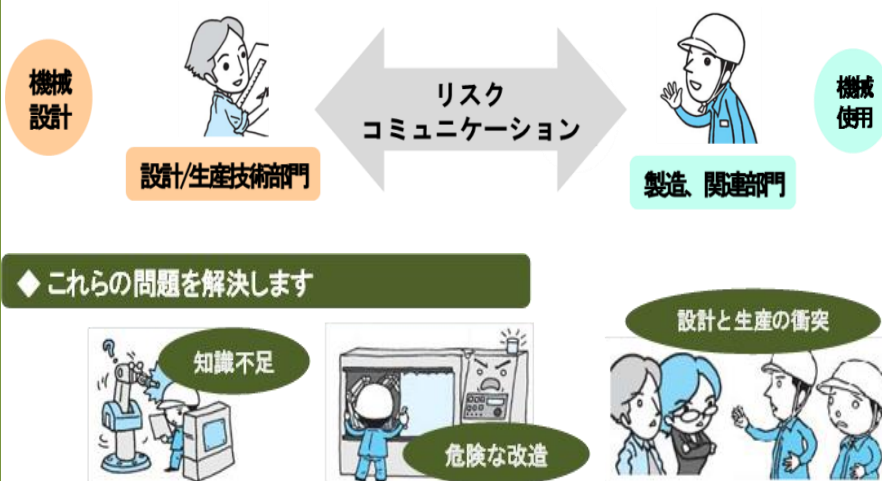 機械
設計
リスク
コミュニケーション
機械
使用
設計/生産技術部門
製造、関連部門
◆ これらの問題を解決します
知識不足
危険な改造
設計と生産の衝突